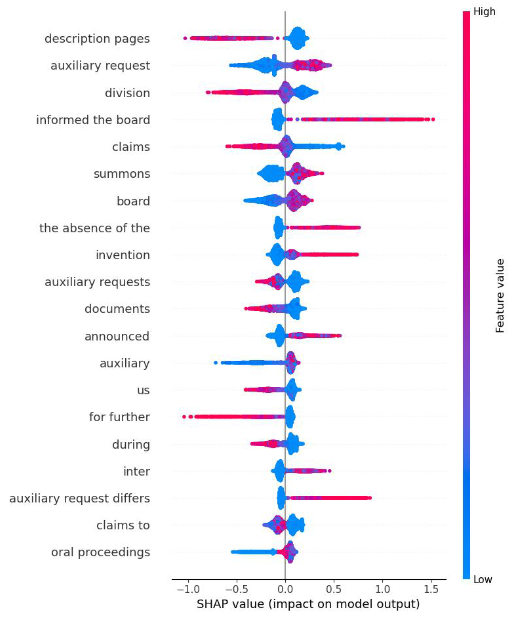 High
description pages
auxiliary request
division
informed the board
claims
summons
board
the absence of the
invention
auxiliary requests
documents
announced
auxiliary
us
for further
during
inter
auxiliary request differs
claims to
oral proceedings
Feature value
Low
−1.0 −0.5 0.0 0.5 1.0 1.5
SHAP value (impact on model output)